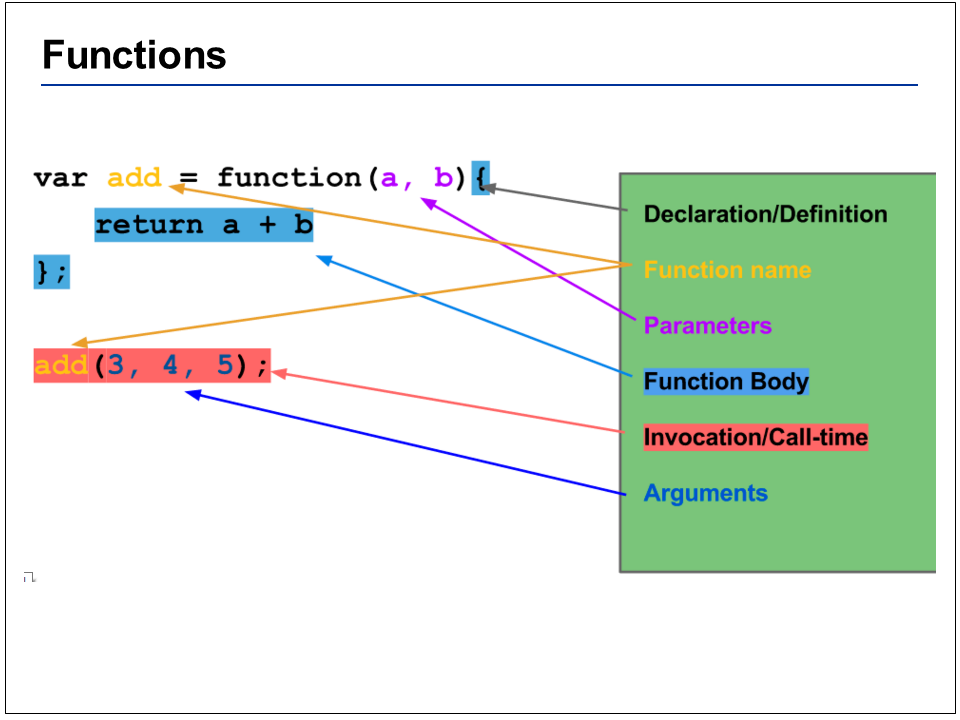 Functions
var add = function(a, b){
return a + b
};
add(3, 4, 5);
Declaration/Definition
Function name
Parameters
Function Body
Invocation/Call-time
Arguments